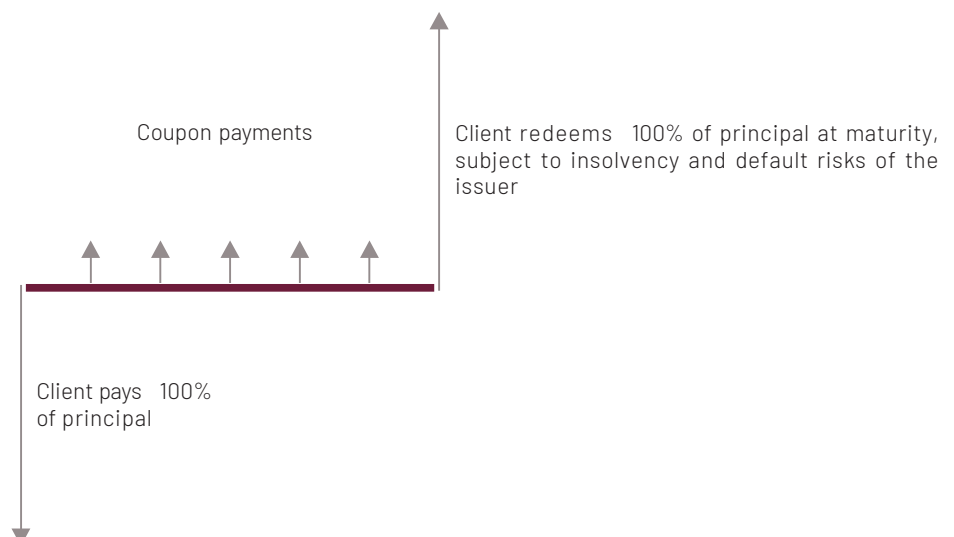 Coupon payments
Client redeems 100% of principal at maturity,
subject to insolvency and default risks of the
issuer
Client pays 100%
of principal